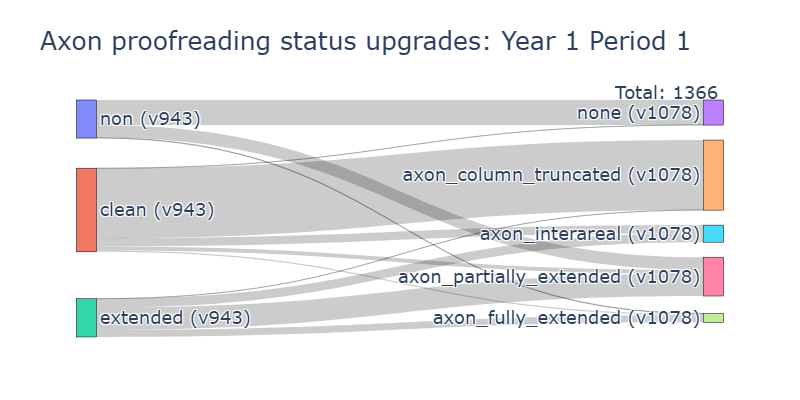 Axon proofreading status upgrades: Year 1 Period 1
Total: 1366
non (v943)
none (v1078)
axon_column_truncated (v1078)
clean (v943)
axon_interareal (v1078)
axon_partially_extended (v1078)
extended (v943)
axon_fully_extended (v1078)